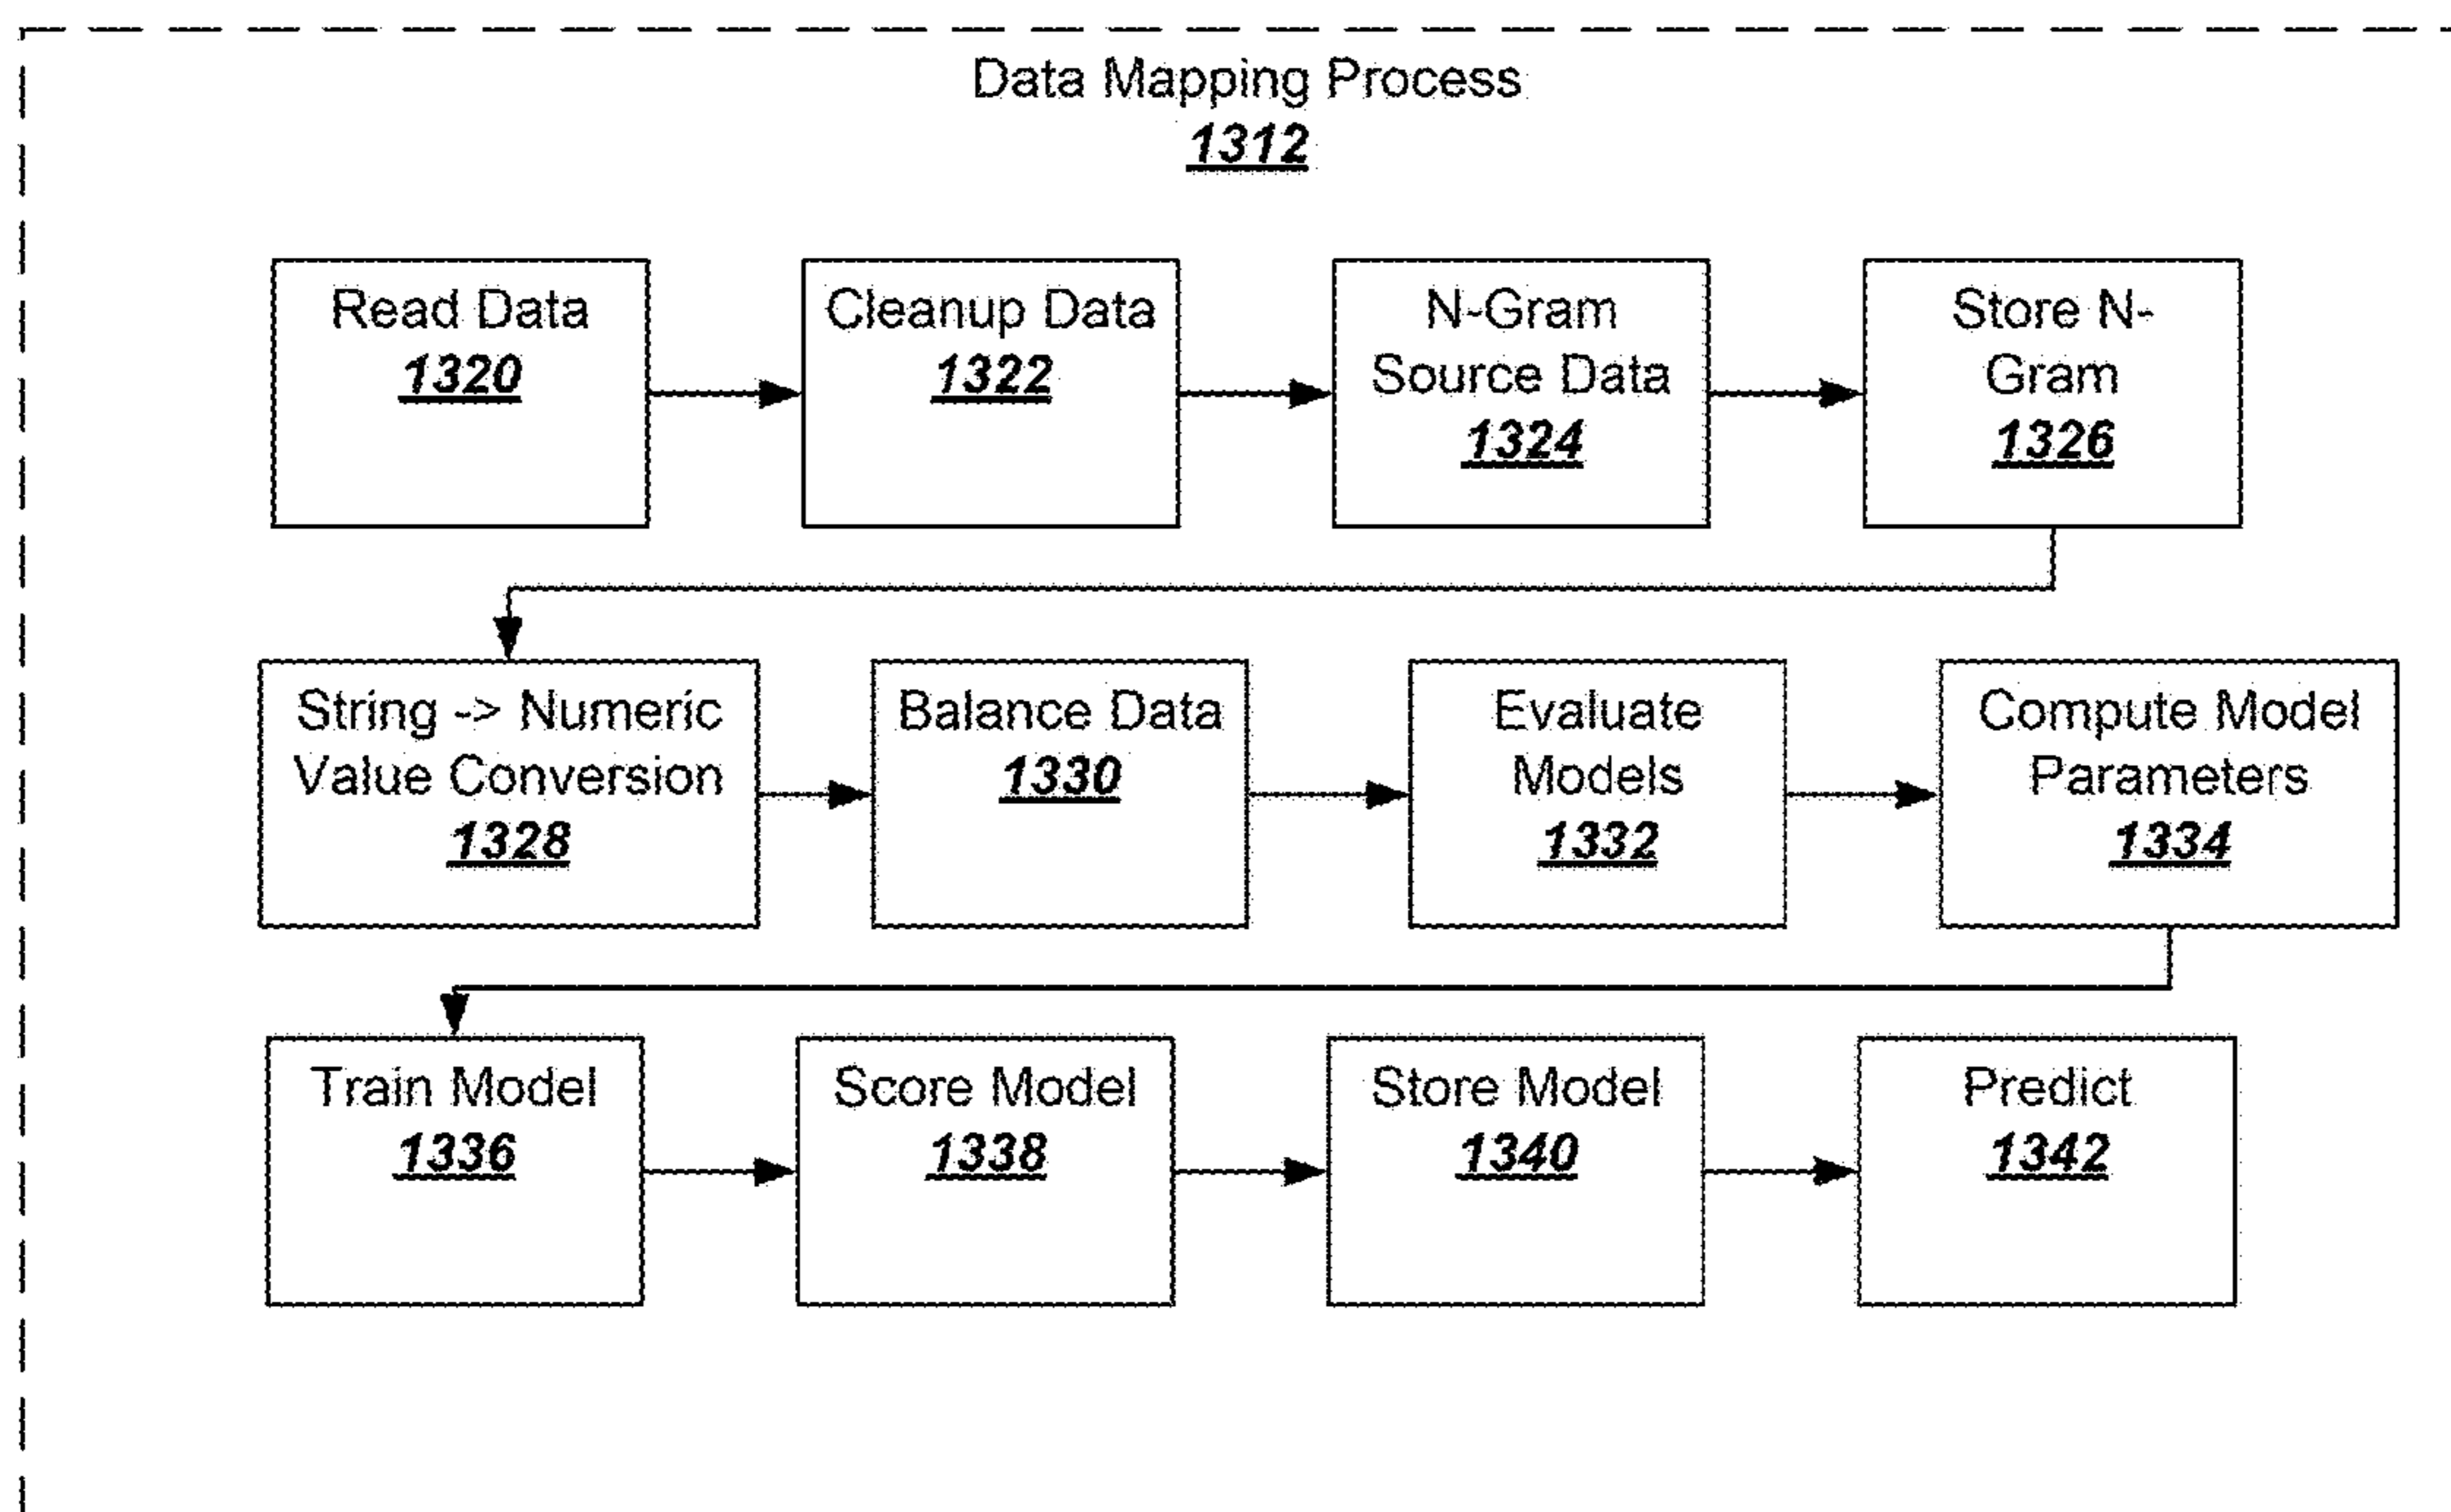 Data Mapping Process
1312
Read Data
1320
Cleanup Data
1322
N-Gram
Source Data
1324
Store N-
Gram
1326
String -> Numeric
Value Conversion
1328
Balance Data
1330
Evaluate
Models
1332
Compute Model
Parameters
1334
Train Model
1336
Score Model
1338
Store Model
1340
Predict
1342